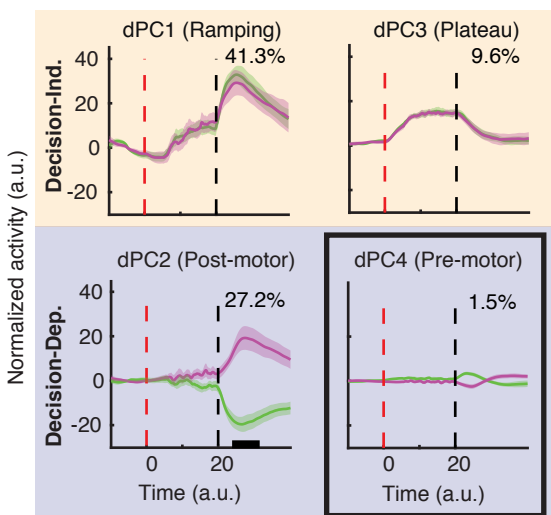 dPC1 (Ramping)
dPC3 (Plateau)
41.3%
9.6%
40
20
0
-20
Decision-Ind.
Normalized activity (a.u.)
dPC2 (Post-motor)
dPC4 (Pre-motor)
27.2%
1.5%
40
20
0
-20
Decision-Dep.
0
20
0
20
Time (a.u.)
Time (a.u.)